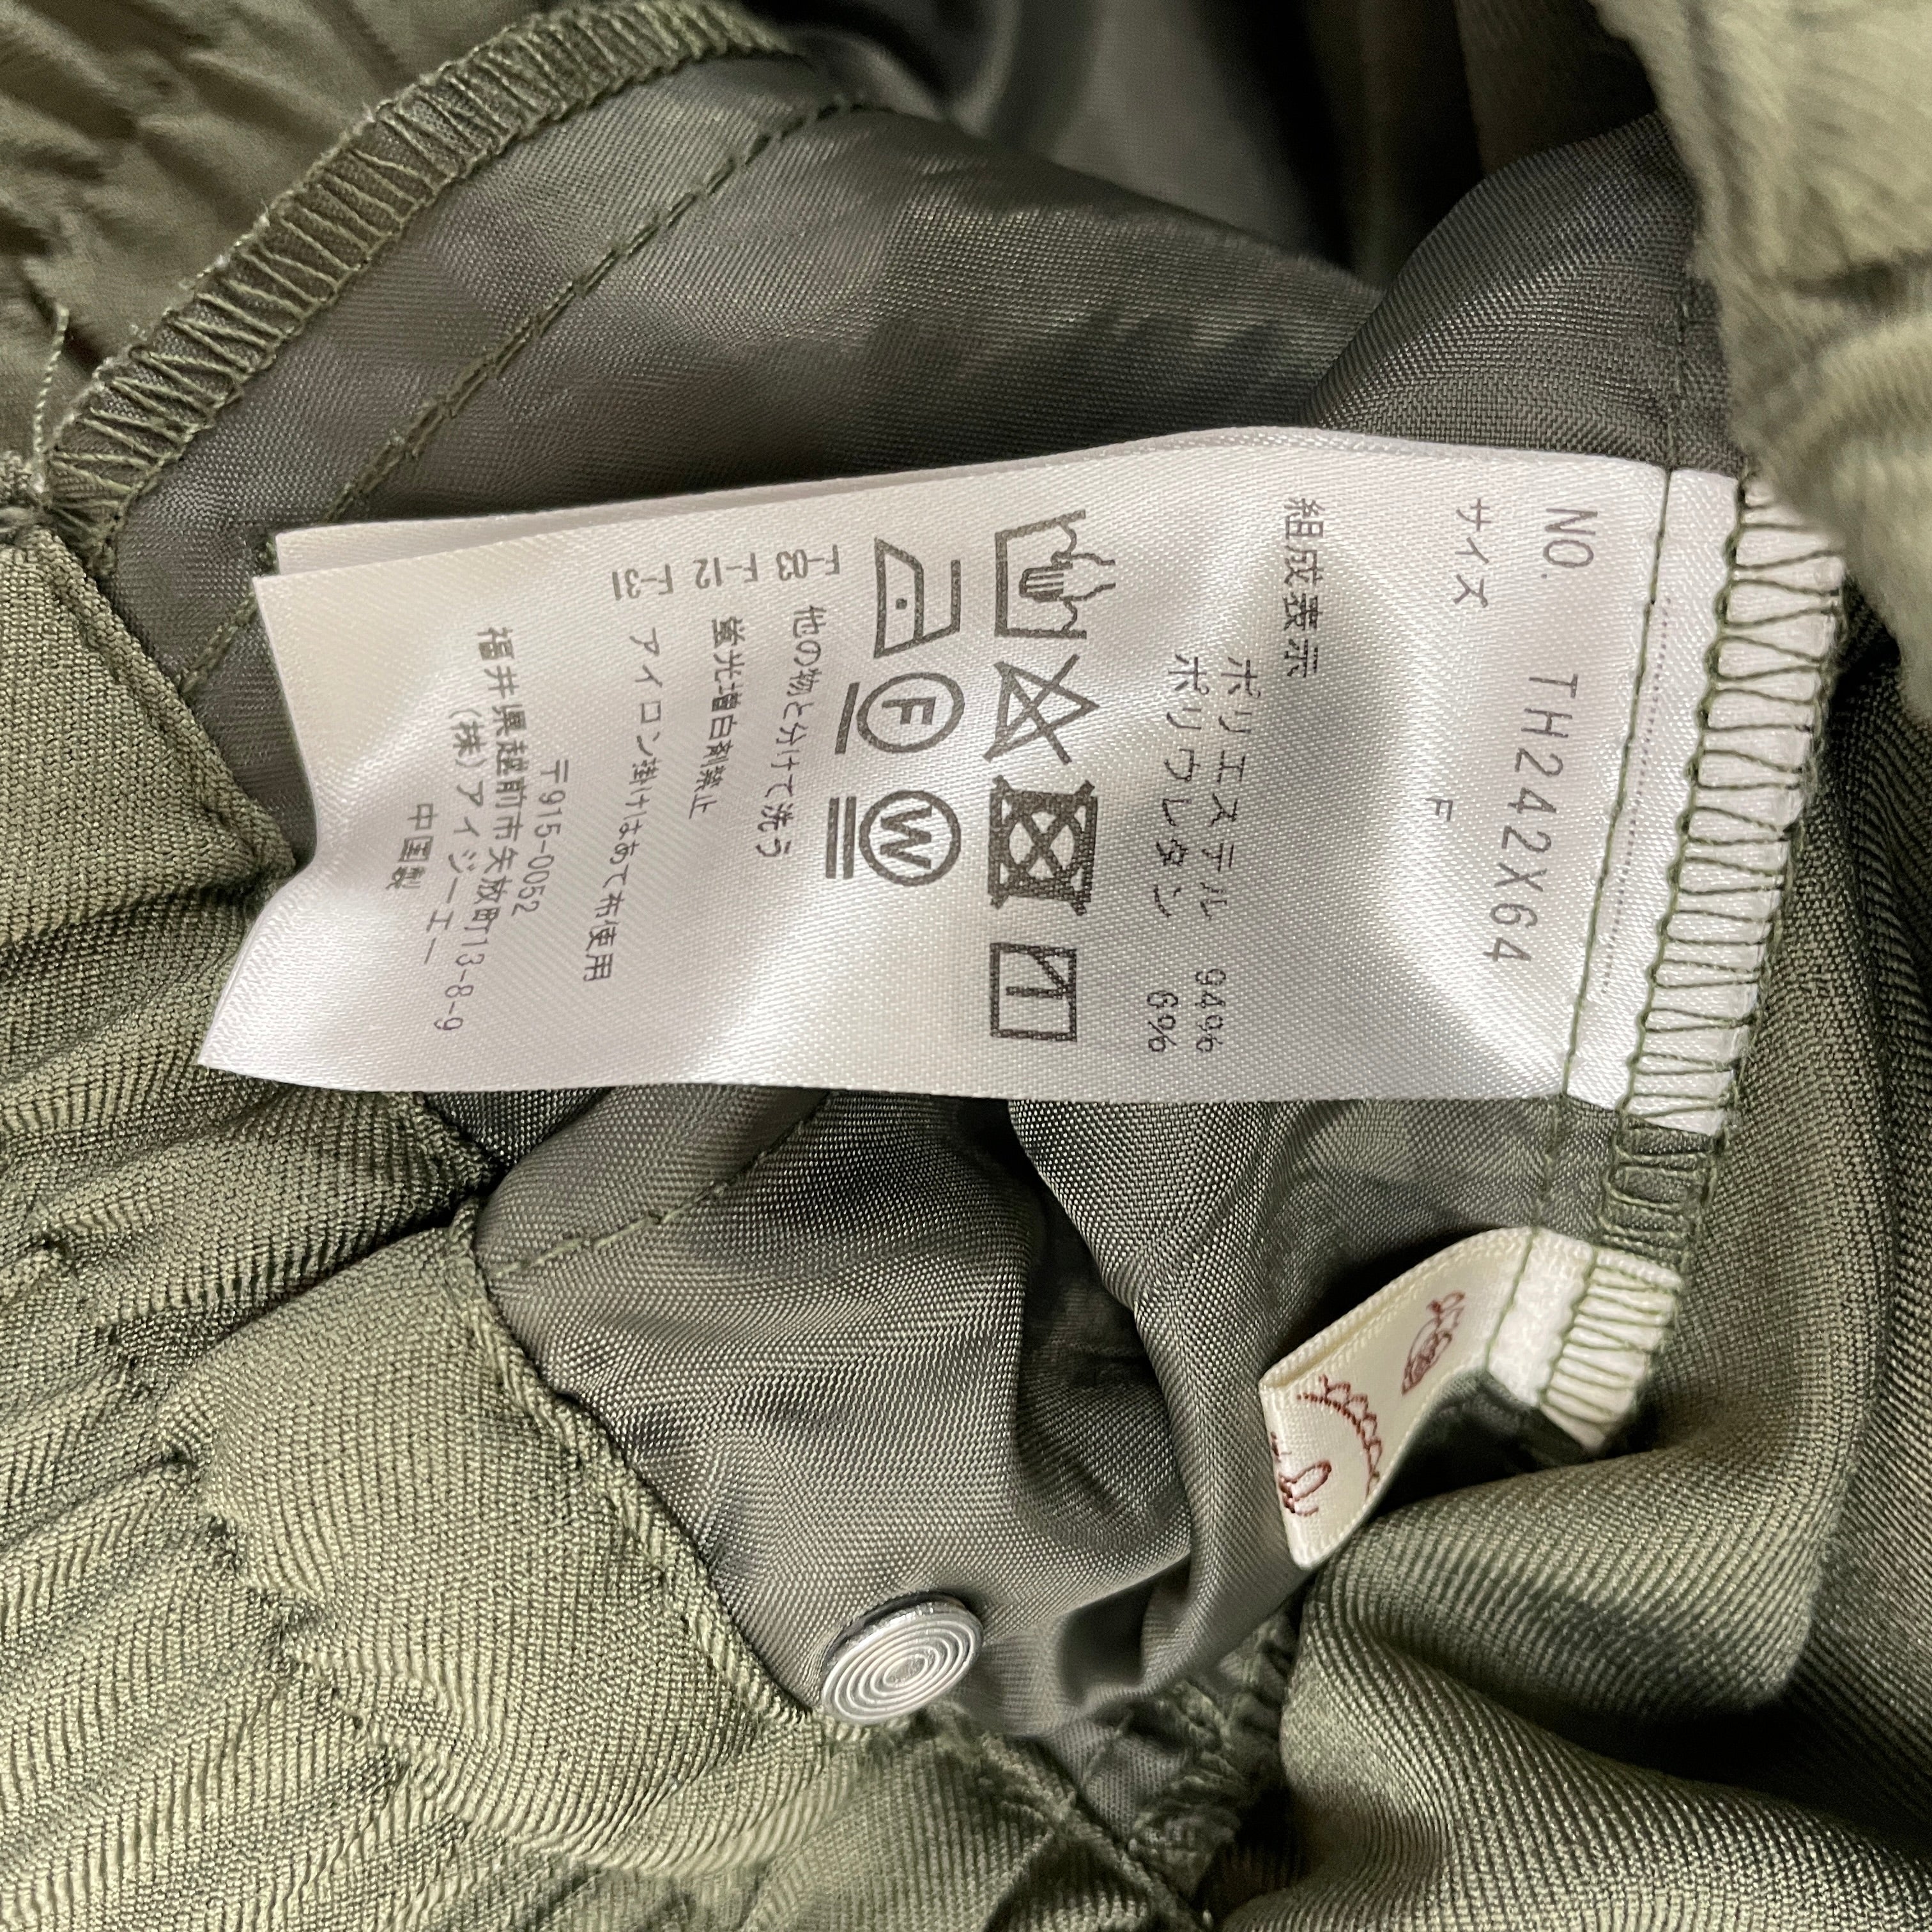 NO. TH242X64
サイズ F
組成表示
ポリエステル 94%
ポリウレタン 6%
F
W
T-03 他の物と分けて洗う
T-12 蛍光増白剤禁止
T-31 アイロン掛けはあて布使用
〒915-0052
福井県越前市矢放町13-8-9
(株)アイジーエー
中国製